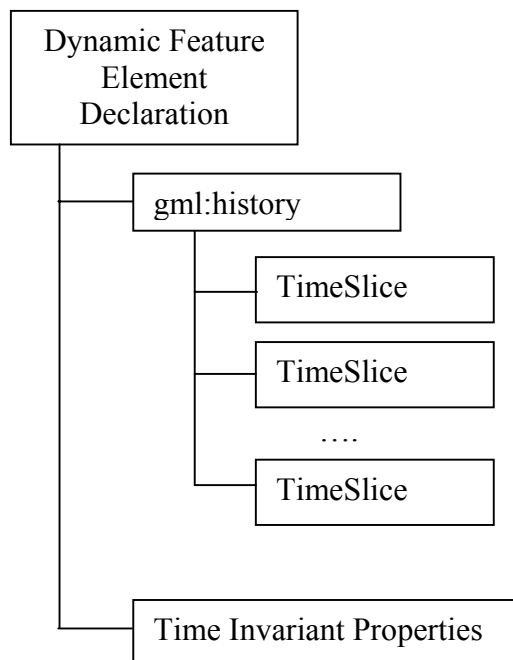 Dynamic Feature
Element
Declaration
gml:history
TimeSlice
TimeSlice
....
TimeSlice
Time Invariant Properties